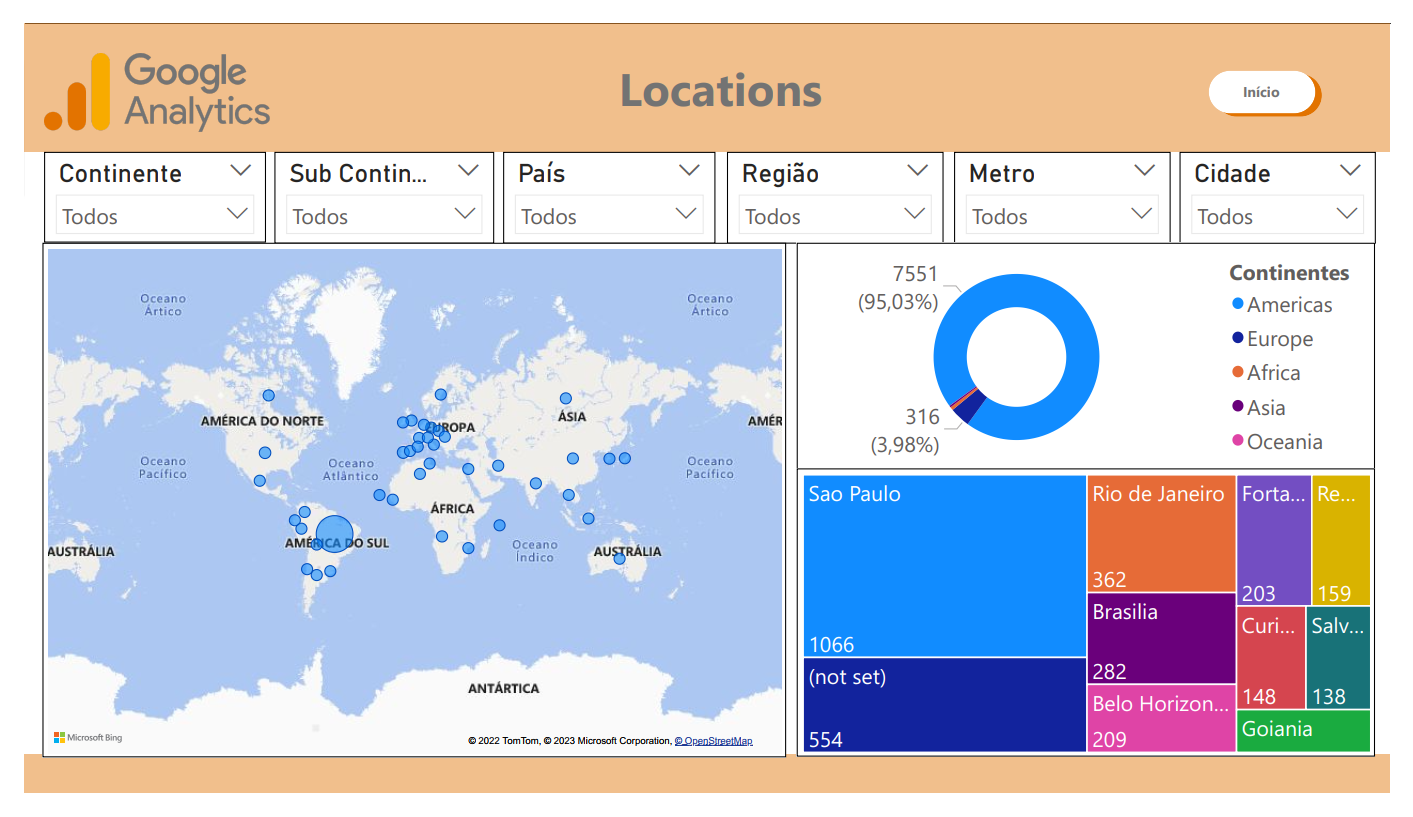 Google
Analytics
Locations
Início
Continente
Todos
Sub Contin...
Todos
País
Todos
Região
Todos
Metro
Todos
Cidade
Todos
Oceano
Ártico
Oceano
Ártico
AMÉRICA DO NORTE
EUROPA
ÁSIA
AMÉR
Oceano
Pacífico
Oceano
Atlântico
Oceano
Pacífico
ÁFRICA
AMÉRICA DO SUL
Oceano
Índico
AUSTRÁLIA
AUSTRÁLIA
ANTÁRTICA
Microsoft Bing
© 2022 TomTom, © 2023 Microsoft Corporation, © OpenStreetMap
7551
(95,03%)
316
(3,98%)
Continentes
Americas
Europe
Africa
Asia
Oceania
Sao Paulo
1066
(not set)
554
Rio de Janeiro
362
Brasilia
282
Belo Horizon...
209
Forta...
203
Re...
159
Curi...
148
Salv...
138
Goiania